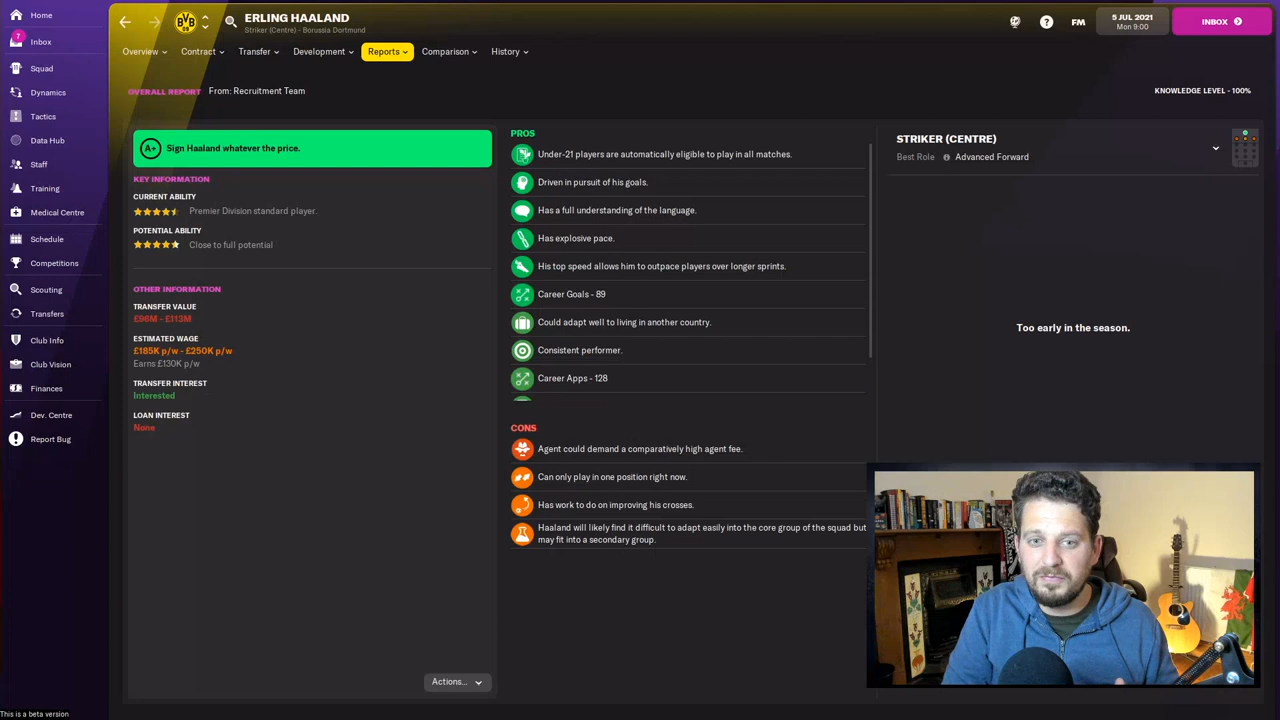 Home
7
Inbox
Squad
Dynamics
Tactics
Data Hub
Staff
Training
Medical Centre
Schedule
Competitions
Scouting
Transfers
Club Info
Club Vision
Finances
Dev. Centre
Report Bug
This is a beta version
BVB
09
ERLING HAALAND
Striker (Centre) - Borussia Dortmund
?
FM
5 JUL 2021
Mon 9:00
INBOX
Overview
Contract
Transfer
Development
Reports
Comparison
History
OVERALL REPORT From: Recruitment Team
KNOWLEDGE LEVEL - 100%
A+ Sign Haaland whatever the price.
KEY INFORMATION
CURRENT ABILITY
Premier Division standard player.
POTENTIAL ABILITY
Close to full potential
OTHER INFORMATION
TRANSFER VALUE
£96M - £113M
ESTIMATED WAGE
£185K p/w - £250K p/w
Earns £130K p/w
TRANSFER INTEREST
Interested
LOAN INTEREST
None
Actions...
PROS
Under-21 players are automatically eligible to play in all matches.
Driven in pursuit of his goals.
Has a full understanding of the language.
Has explosive pace.
His top speed allows him to outpace players over longer sprints.
Career Goals - 89
Could adapt well to living in another country.
Consistent performer.
Career Apps - 128
CONS
Agent could demand a comparatively high agent fee.
Can only play in one position right now.
Has work to do on improving his crosses.
Haaland will likely find it difficult to adapt easily into the core group of the squad but
may fit into a secondary group.
STRIKER (CENTRE)
Best Role Advanced Forward
Too early in the season.